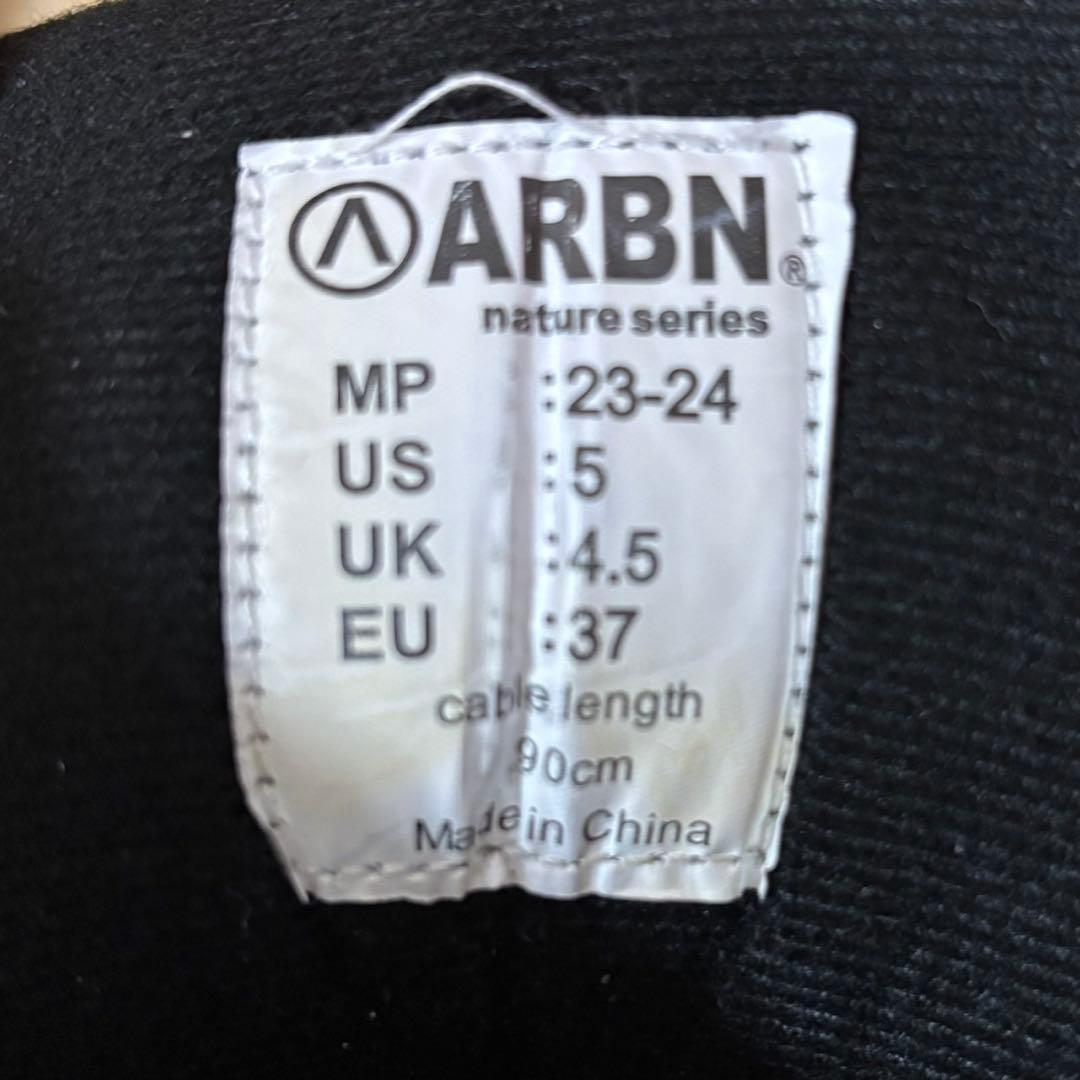 ARBN®
nature series
MP :23-24
US :5
UK :4.5
EU :37
cable length
90cm
Made in China